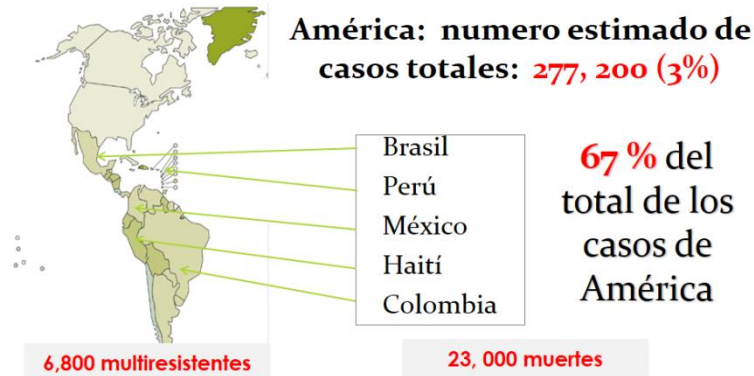 América: numero estimado de
casos totales: 277, 200 (3%)
Brasil
Perú
México
Haití
Colombia
67 % del
total de los
casos de
América
6,800 multiresistentes
23, 000 muertes